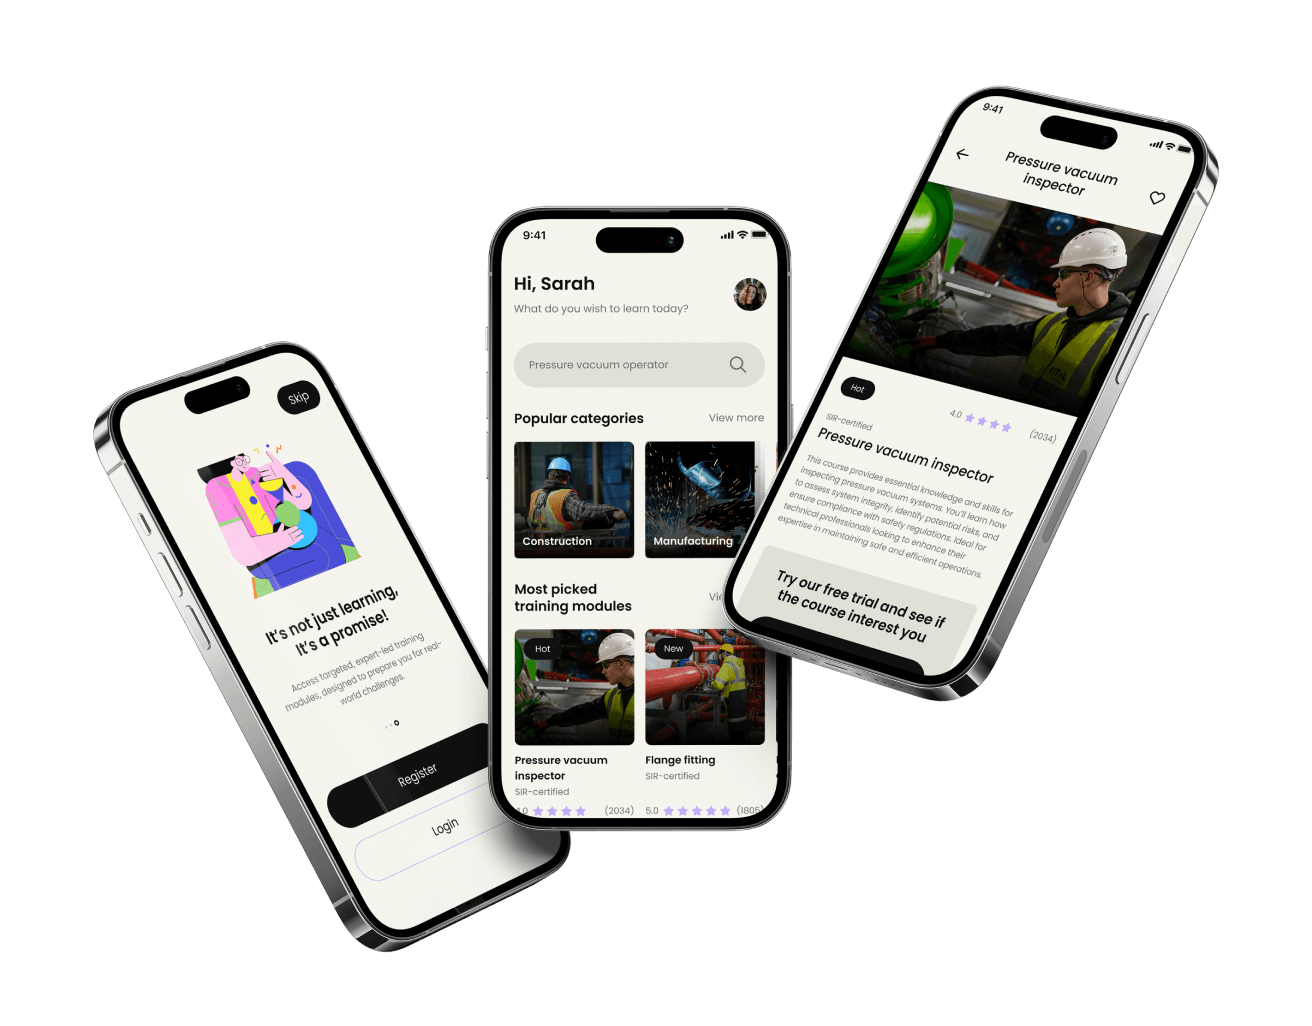 Skip
It's not just learning,
It's a promise!
Access targeted, expert-led training
modules, designed to prepare you for real-
world challenges.
Register
Login
9:41
Hi, Sarah
What do you wish to learn today?
Pressure vacuum operator
Popular categories View more
Construction Manufacturing
Most picked
training modules
Hot New
Pressure vacuum
inspector
SIR-certified
(2034)
Flange fitting
SIR-certified
5.0 (1805)
9:41
Pressure vacuum
inspector
Hot
4.0 (2034)
SIR-certified
Pressure vacuum inspector
This course provides essential knowledge and skills for
inspecting pressure vacuum systems. You'll learn how
to assess system integrity, identify potential risks, and
ensure compliance with safety regulations. Ideal for
technical professionals looking to enhance their
expertise in maintaining safe and efficient operations.
Try our free trial and see if
the course interest you